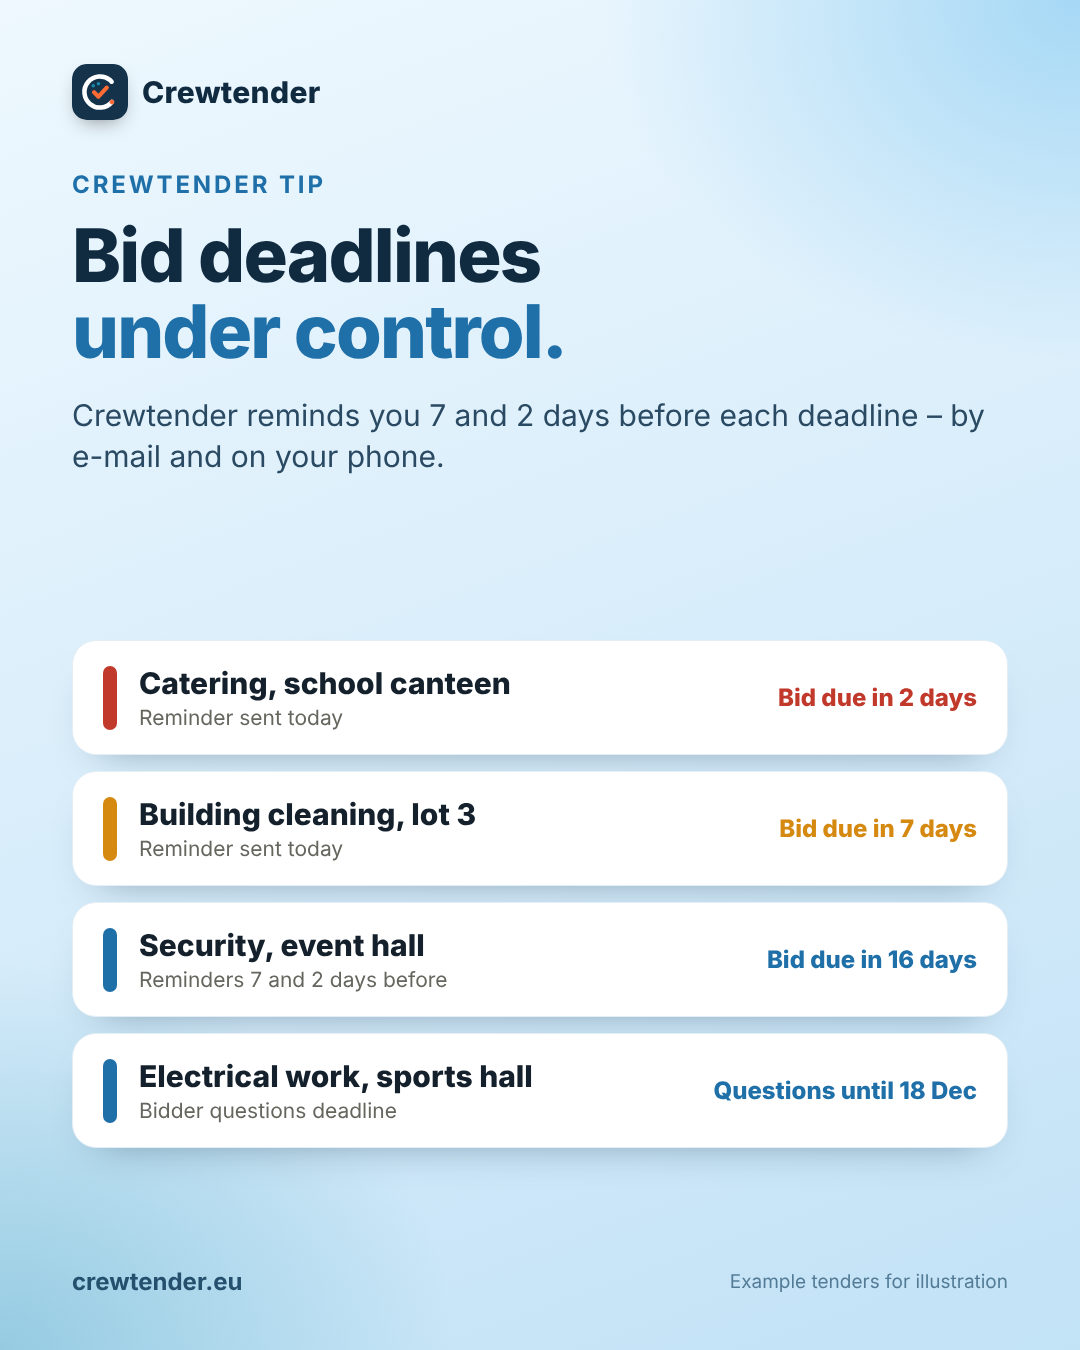 Crewtender
CREWTENDER TIP
Bid deadlines
under control.
Crewtender reminds you 7 and 2 days before each deadline – by
e-mail and on your phone.
Catering, school canteen
Reminder sent today
Bid due in 2 days
Building cleaning, lot 3
Reminder sent today
Bid due in 7 days
Security, event hall
Reminders 7 and 2 days before
Bid due in 16 days
Electrical work, sports hall
Bidder questions deadline
Questions until 18 Dec
crewtender.eu
Example tenders for illustration